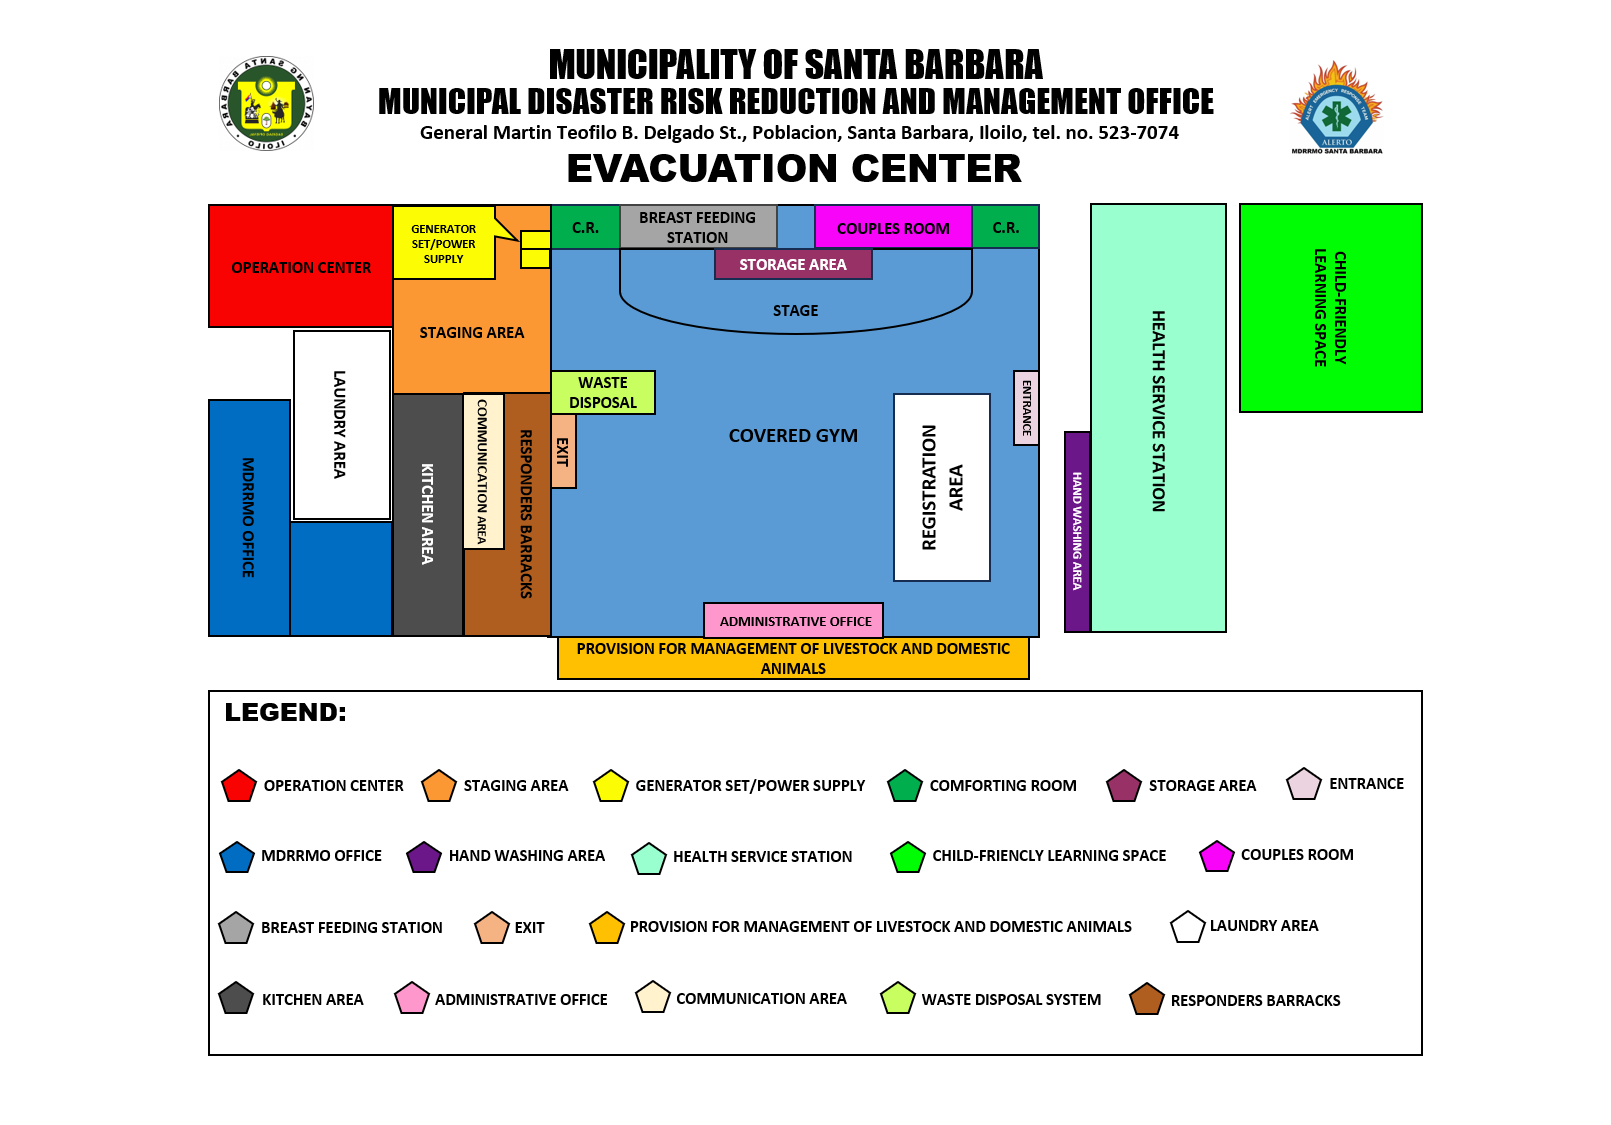 MUNICIPALITY OF SANTA BARBARA
MUNICIPAL DISASTER RISK REDUCTION AND MANAGEMENT OFFICE
General Martin Teofilo B. Delgado St., Poblacion, Santa Barbara, Iloilo, tel. no. 523-7074
EVACUATION CENTER
BAYAN NG SANTA BARBARA
ILOILO
ALERT EMERGENCY RESPONSE TEAM
ALERTO
MDRRMO SANTA BARBARA
OPERATION CENTER
GENERATOR
SET/POWER
SUPPLY
STAGING AREA
C.R.
BREAST FEEDING
STATION
COUPLES ROOM
C.R.
STORAGE AREA
STAGE
LAUNDRY AREA
MDRRMO OFFICE
KITCHEN AREA
COMMUNICATION AREA
RESPONDERS BARRACKS
WASTE
DISPOSAL
EXIT
COVERED GYM
REGISTRATION
AREA
ENTRANCE
ADMINISTRATIVE OFFICE
PROVISION FOR MANAGEMENT OF LIVESTOCK AND DOMESTIC
ANIMALS
HAND WASHING AREA
HEALTH SERVICE STATION
CHILD-FRIENDLY
LEARNING SPACE
LEGEND:
OPERATION CENTER
STAGING AREA
GENERATOR SET/POWER SUPPLY
COMFORTING ROOM
STORAGE AREA
ENTRANCE
MDRRMO OFFICE
HAND WASHING AREA
HEALTH SERVICE STATION
CHILD-FRIENCLY LEARNING SPACE
COUPLES ROOM
BREAST FEEDING STATION
EXIT
PROVISION FOR MANAGEMENT OF LIVESTOCK AND DOMESTIC ANIMALS
LAUNDRY AREA
KITCHEN AREA
ADMINISTRATIVE OFFICE
COMMUNICATION AREA
WASTE DISPOSAL SYSTEM
RESPONDERS BARRACKS